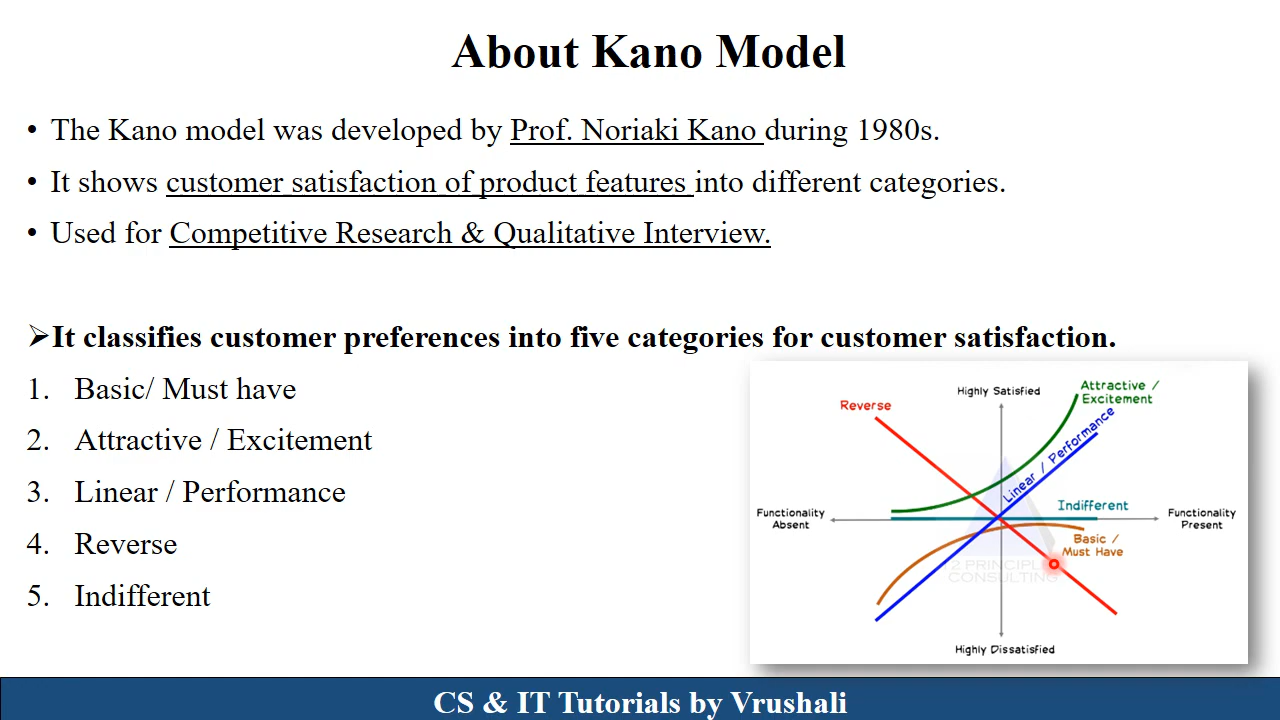 About Kano Model
• The Kano model was developed by Prof. Noriaki Kano during 1980s.
• It shows customer satisfaction of product features into different categories.
• Used for Competitive Research & Qualitative Interview.
➢It classifies customer preferences into five categories for customer satisfaction.
1. Basic/ Must have
2. Attractive / Excitement
3. Linear / Performance
4. Reverse
5. Indifferent
Highly Satisfied
Attractive /
Excitement
Reverse
Linear / Performance
Indifferent
Functionality
Absent
Functionality
Present
Basic /
Must Have
2 PRINCIPL
CONSULTING
Highly Dissatisfied
CS & IT Tutorials by Vrushali